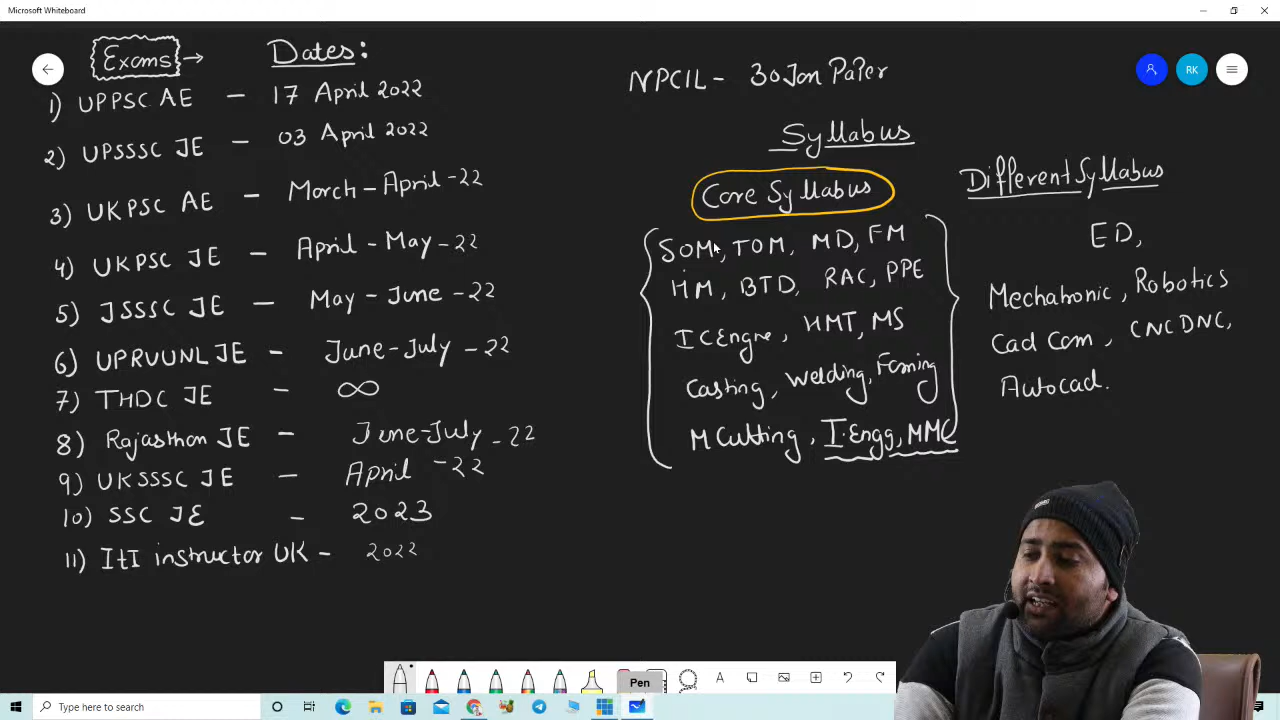 Microsoft Whiteboard
Exams → Dates:
1) UPPSC AE - 17 April 2022
2) UPSSSC JE - 03 April 2022
3) UKPSC AE - March-April-22
4) UKPSC JE - April-May-22
5) JSSSC JE - May-June-22
6) UPRVUNL JE - June-July-22
7) THDC JE - ∞
8) Rajasthan JE - June-July-22
9) UKSSSC JE - April-22
10) SSC JE - 2023
11) ItI instructor UK - 2022
NPCIL- 30 Jan PaPer
RK
Syllabus
Core Syllabus
SOM, TOM, MD, FM
HM, BTD, RAC, PPE
IC Engine, HMT, MS
Casting, Welding, Forming
M Cutting, I.Engg, MMC
Different Syllabus
ED,
Mechatronic, Robotics
Cad Cam, CNC DNC,
Autocad.
A
Pen
Type here to search